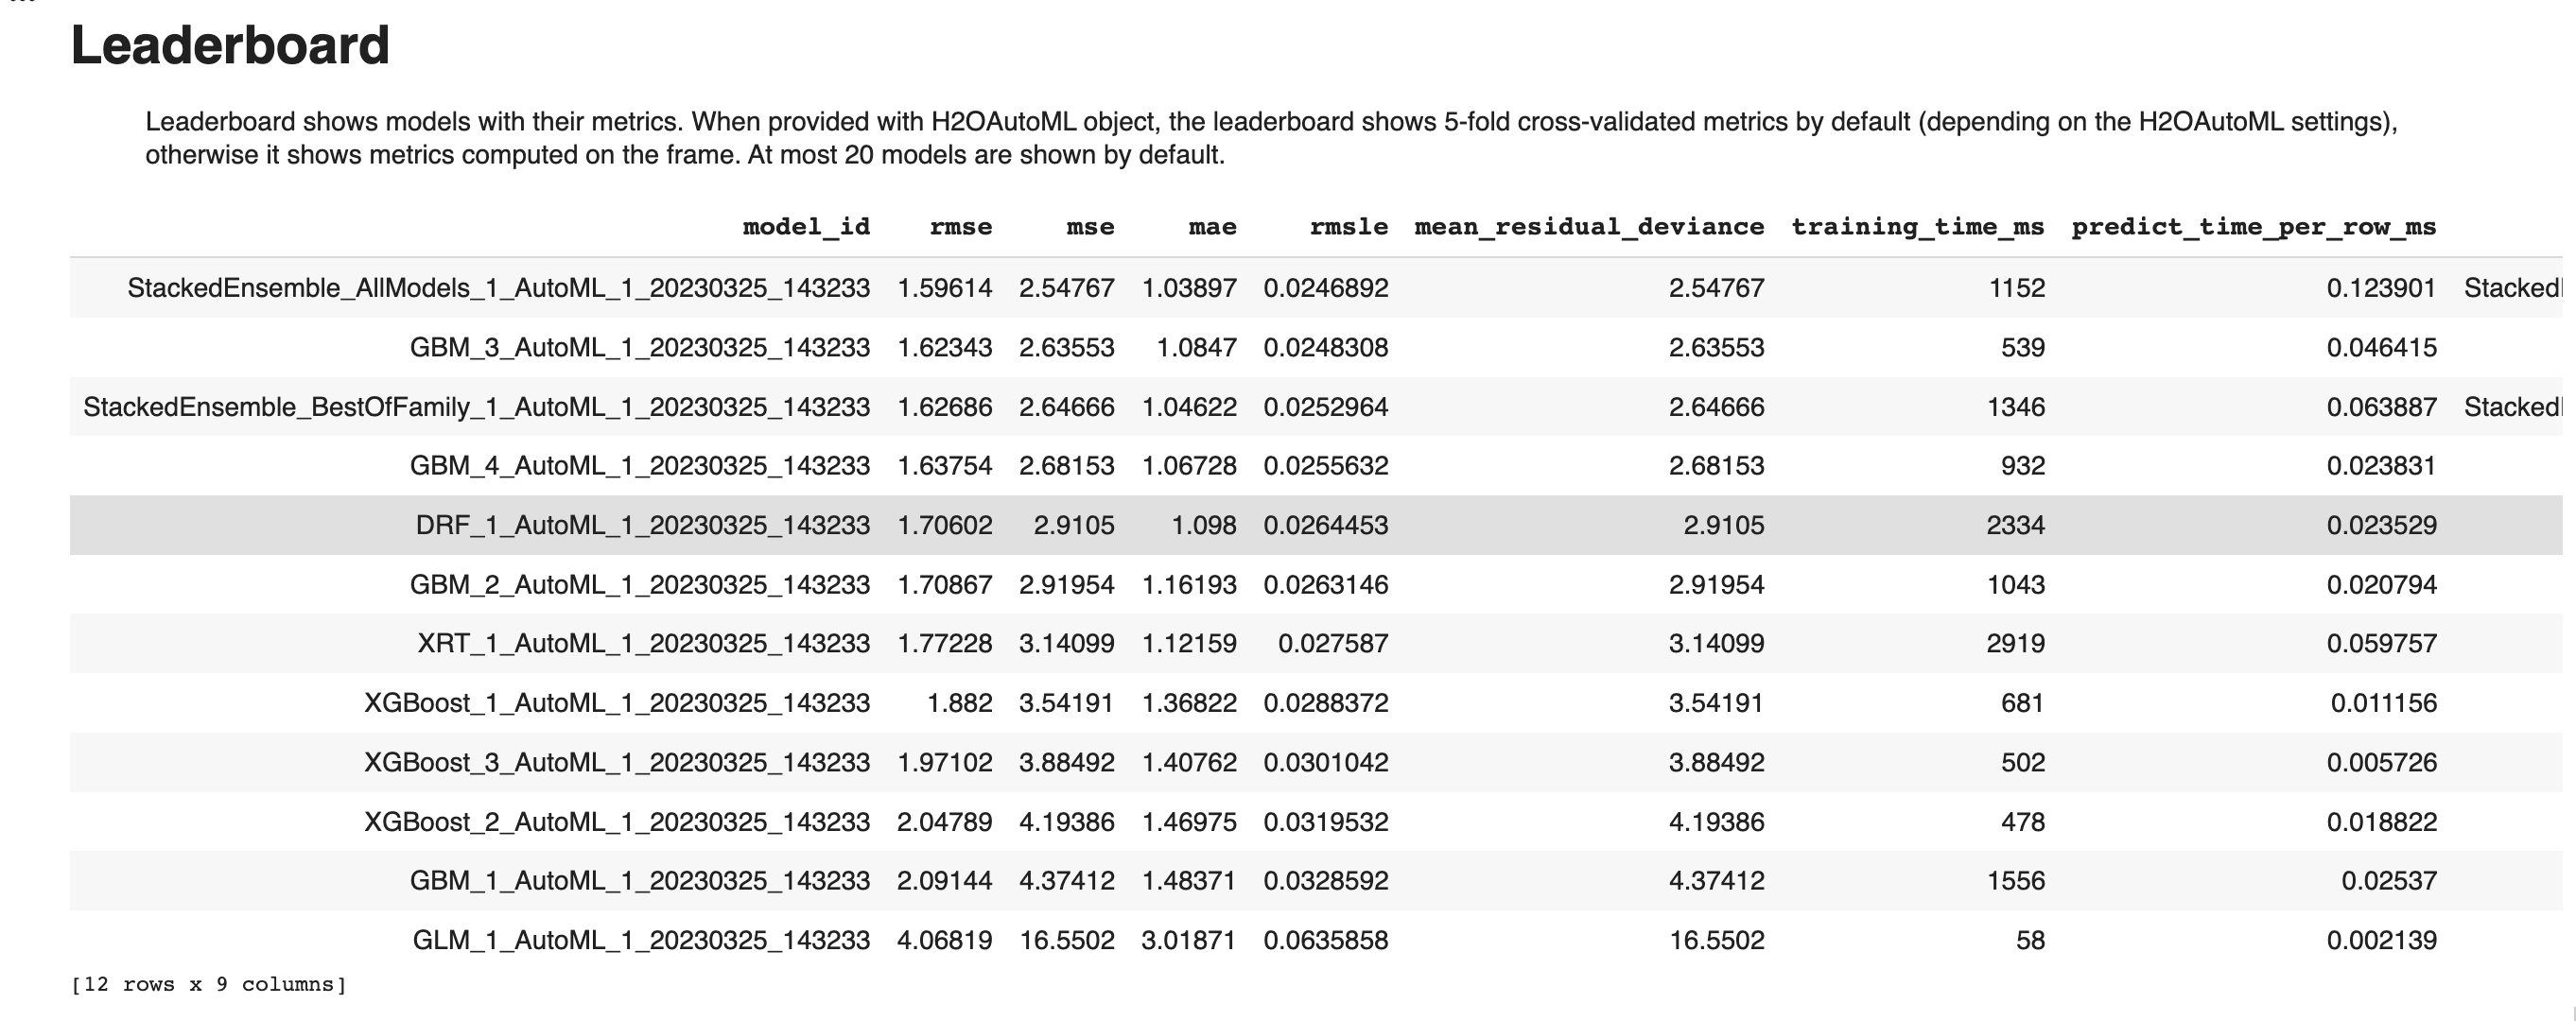 Leaderboard
Leaderboard shows models with their metrics. When provided with H2OAutoML object, the leaderboard shows 5-fold cross-validated metrics by default (depending on the H2OAutoML settings),
otherwise it shows metrics computed on the frame. At most 20 models are shown by default.
model_id rmse mse mae rmsle mean_residual_deviance training_time_ms predict_time_per_row_ms
StackedEnsemble_AllModels_1_AutoML_1_20230325_143233 1.59614 2.54767 1.03897 0.0246892 2.54767 1152 0.123901 Stacked
GBM_3_AutoML_1_20230325_143233 1.62343 2.63553 1.0847 0.0248308 2.63553 539 0.046415
StackedEnsemble_BestOfFamily_1_AutoML_1_20230325_143233 1.62686 2.64666 1.04622 0.0252964 2.64666 1346 0.063887 Stacked
GBM_4_AutoML_1_20230325_143233 1.63754 2.68153 1.06728 0.0255632 2.68153 932 0.023831
DRF_1_AutoML_1_20230325_143233 1.70602 2.9105 1.098 0.0264453 2.9105 2334 0.023529
GBM_2_AutoML_1_20230325_143233 1.70867 2.91954 1.16193 0.0263146 2.91954 1043 0.020794
XRT_1_AutoML_1_20230325_143233 1.77228 3.14099 1.12159 0.027587 3.14099 2919 0.059757
XGBoost_1_AutoML_1_20230325_143233 1.882 3.54191 1.36822 0.0288372 3.54191 681 0.011156
XGBoost_3_AutoML_1_20230325_143233 1.97102 3.88492 1.40762 0.0301042 3.88492 502 0.005726
XGBoost_2_AutoML_1_20230325_143233 2.04789 4.19386 1.46975 0.0319532 4.19386 478 0.018822
GBM_1_AutoML_1_20230325_143233 2.09144 4.37412 1.48371 0.0328592 4.37412 1556 0.02537
GLM_1_AutoML_1_20230325_143233 4.06819 16.5502 3.01871 0.0635858 16.5502 58 0.002139
[12 rows x 9 columns]